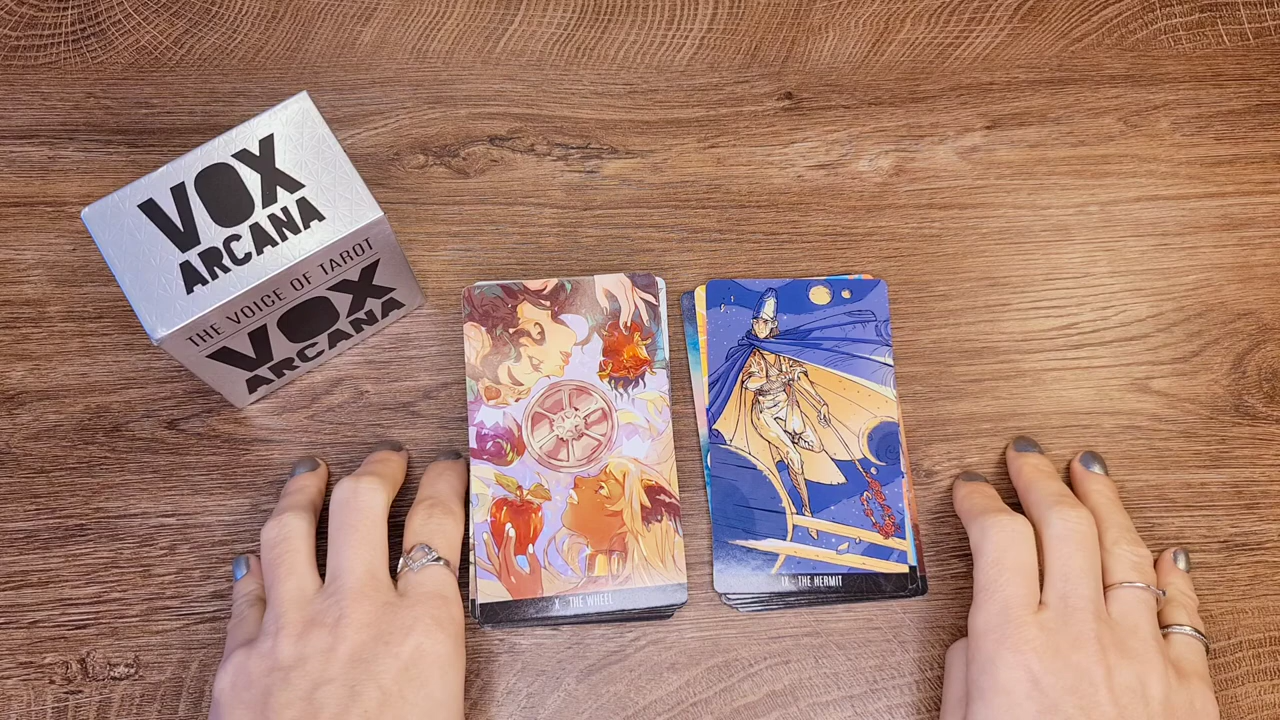 VOX
ARCANA
THE VOICE OF TAROT
VOX
ARCANA
X - THE WHEEL
IX - THE HERMIT